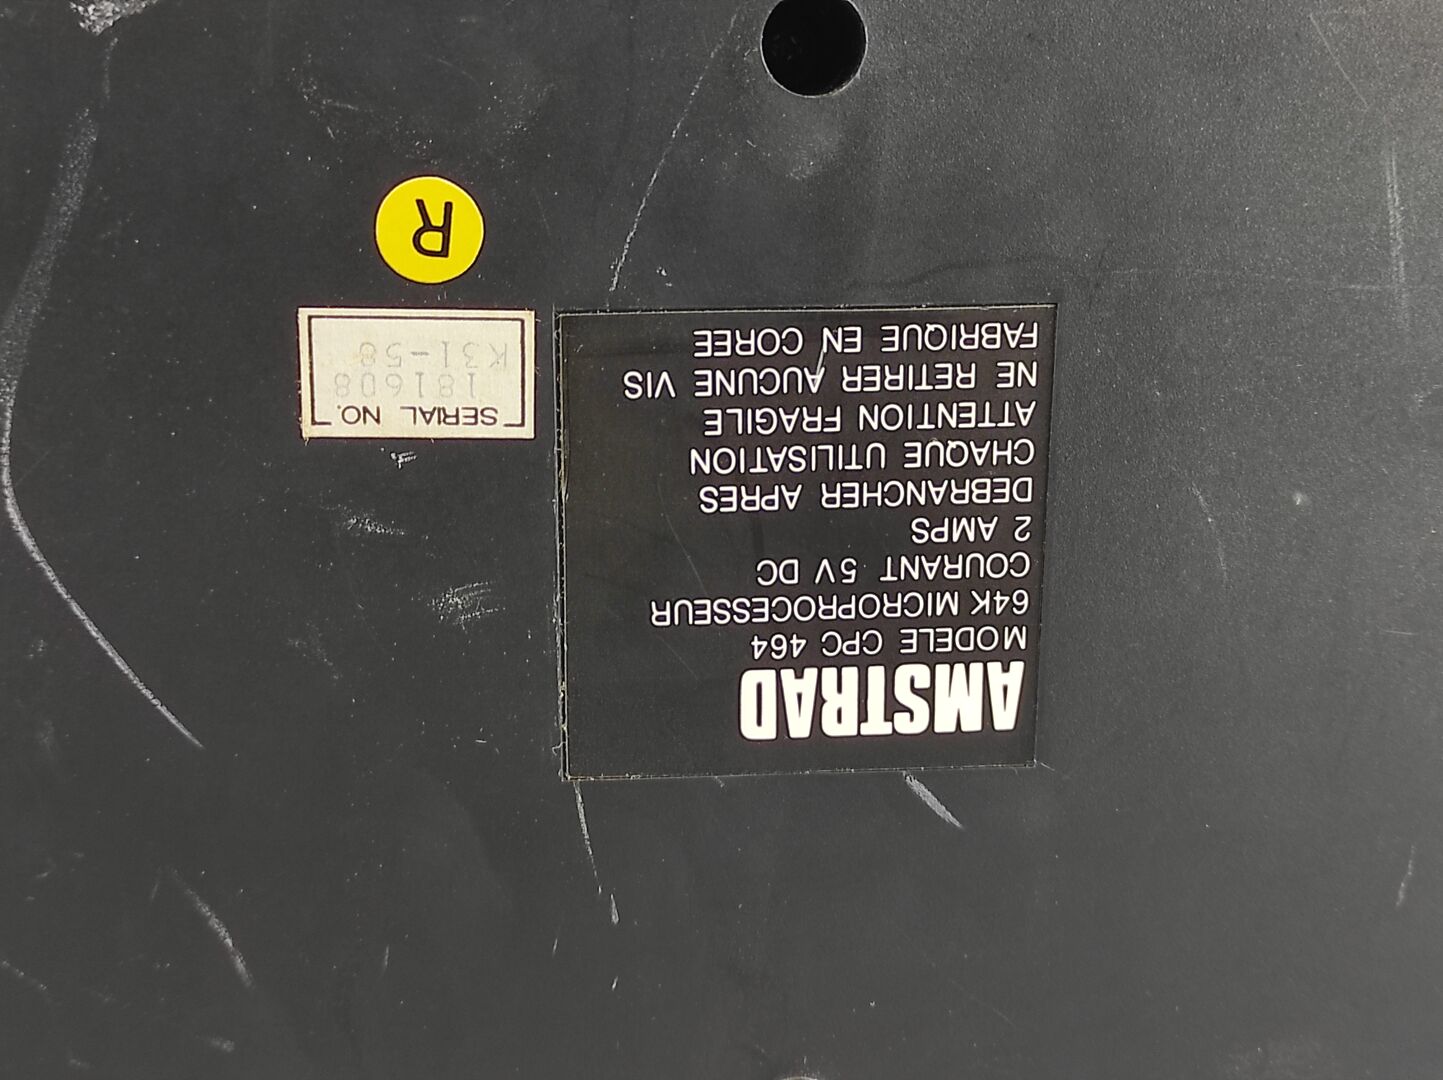 AMSTRAD
MODELE CPC 464
64K MICROPROCESSEUR
COURANT 5V DC
2 AMPS
DEBRANCHER APRES
CHAQUE UTILISATION
ATTENTION FRAGILE
NE RETIRER AUCUNE VIS
FABRIQUE EN COREE
SERIAL NO.
181608
K31-58
R